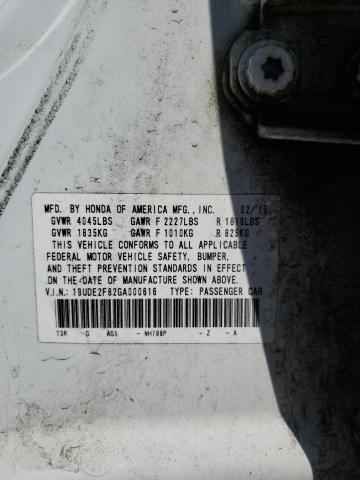 MFD. BY HONDA OF AMERICA MFG., INC. 02/15
GVWR 4045LBS GAWR F 2227LBS R 1819LBS
GVWR 1835KG GAWR F 1010KG R 825KG
THIS VEHICLE CONFORMS TO ALL APPLICABLE
FEDERAL MOTOR VEHICLE SAFETY, BUMPER,
AND THEFT PREVENTION STANDARDS IN EFFECT
ON THE DATE OF MANUFACTURE SHOWN ABOVE.
V.I.N.: 19UDE2F82GA000616 TYPE: PASSENGER CAR
G NH788P - Z - A